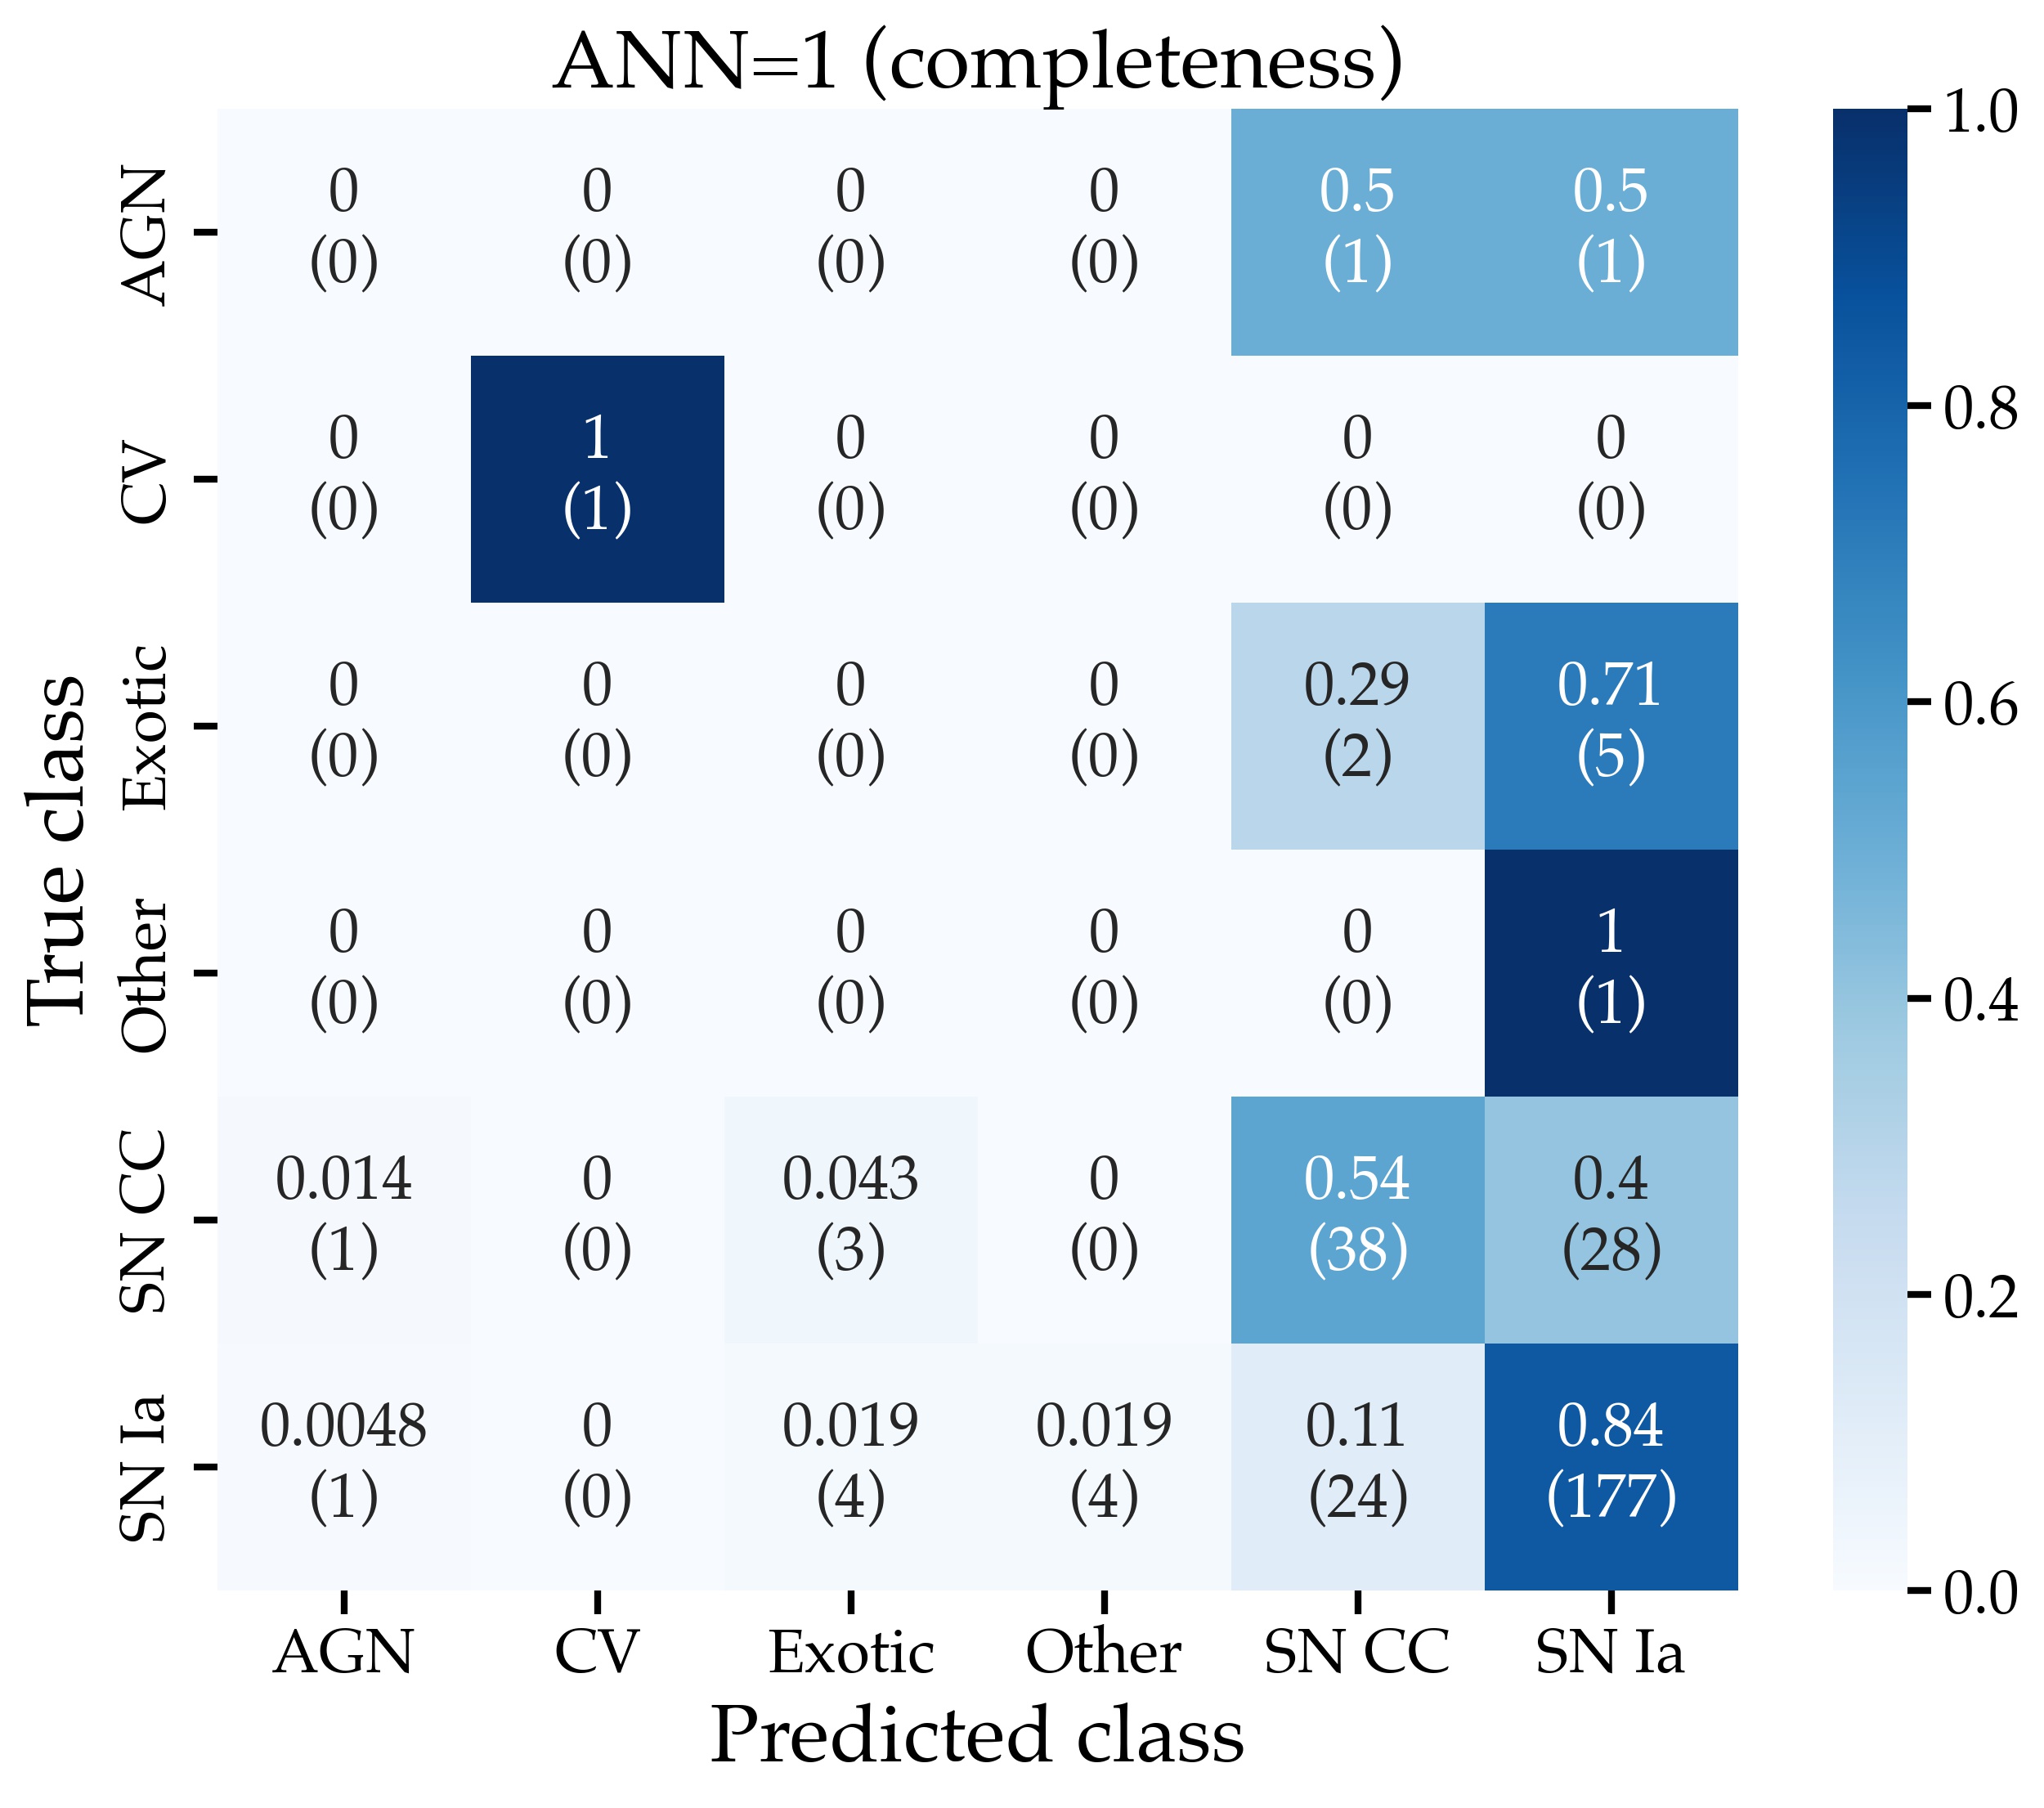 ANN=1 (completeness)
True class
AGN
0 0 0 0 0.5 0.5
(0) (0) (0) (0) (1) (1)
CV
0 1 0 0 0 0
(0) (1) (0) (0) (0) (0)
Exotic
0 0 0 0 0.29 0.71
(0) (0) (0) (0) (2) (5)
Other
0 0 0 0 0 1
(0) (0) (0) (0) (0) (1)
SN CC
0.014 0 0.043 0 0.54 0.4
(1) (0) (3) (0) (38) (28)
SN Ia
0.0048 0 0.019 0.019 0.11 0.84
(1) (0) (4) (4) (24) (177)
AGN CV Exotic Other SN CC SN Ia
Predicted class
1.0
0.8
0.6
0.4
0.2
0.0